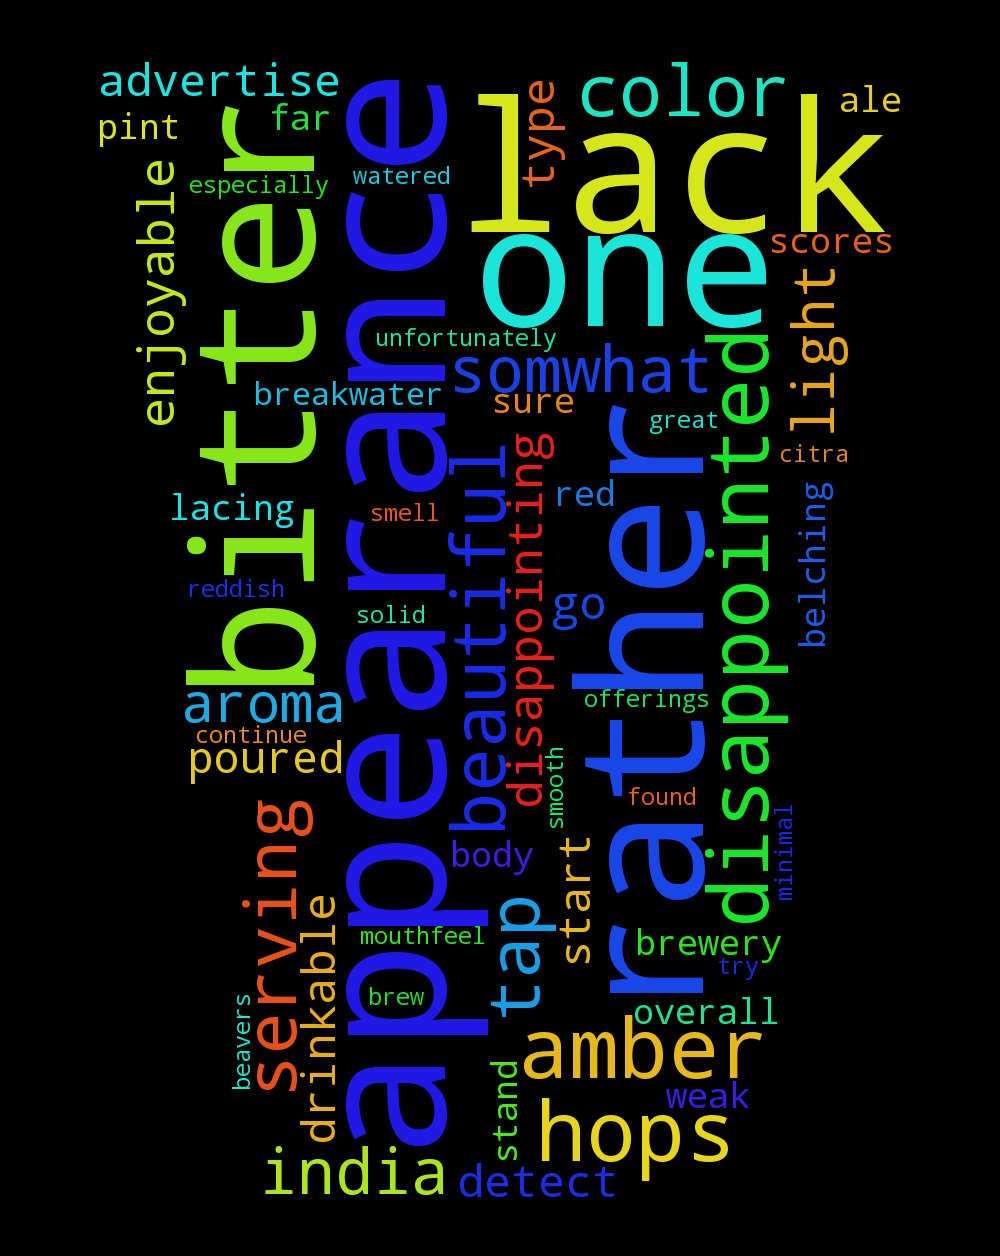 advertise
color
ale
pint
far
type
lack
bitter
appearance
especially
watered
enjoyable
one
scores
light
unfortunately
somwhat
disappointed
breakwater
sure
great
rather
citra
beautiful
disappointing
lacing
smell
red
belching
reddish
solid
go
aroma
offerings
continue
poured
smooth
found
minimal
serving
body
start
drinkable
tap
mouthfeel
brewery
try
beavers
brew
overall
amber
weak
stand
hops
india
detect